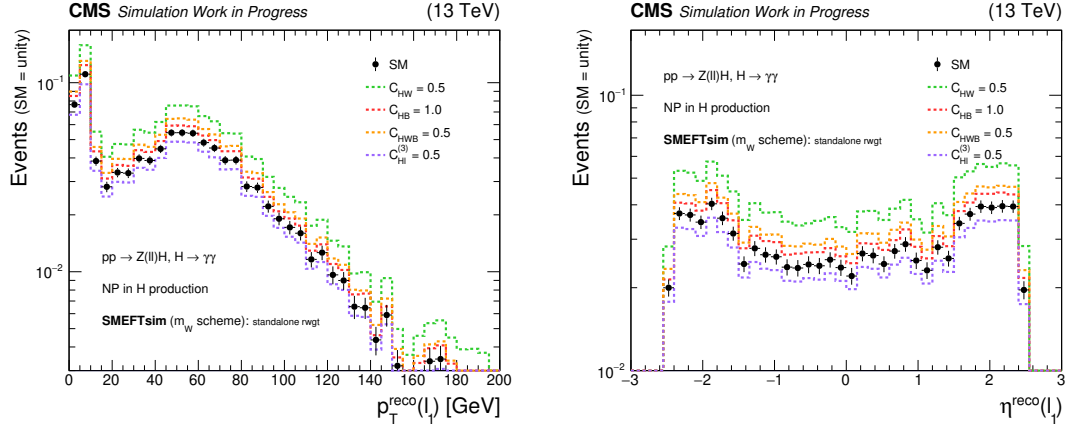 CMS Simulation Work in Progress (13 TeV)
Events (SM = unity)
10⁻¹
10⁻²
SM
C_HW = 0.5
C_HB = 1.0
C_HWB = 0.5
C_Hl^(3) = 0.5
pp → Z(ll)H, H → γγ
NP in H production
SMEFTsim (m_W scheme): standalone rwgt
0 20 40 60 80 100 120 140 160 180 200
p_T^reco(l_1) [GeV]
CMS Simulation Work in Progress (13 TeV)
Events (SM = unity)
10⁻¹
10⁻²
SM
pp → Z(ll)H, H → γγ
C_HW = 0.5
C_HB = 1.0
NP in H production
C_HWB = 0.5
SMEFTsim (m_W scheme): standalone rwgt
C_Hl^(3) = 0.5
−3 −2 −1 0 1 2 3
η^reco(l_1)